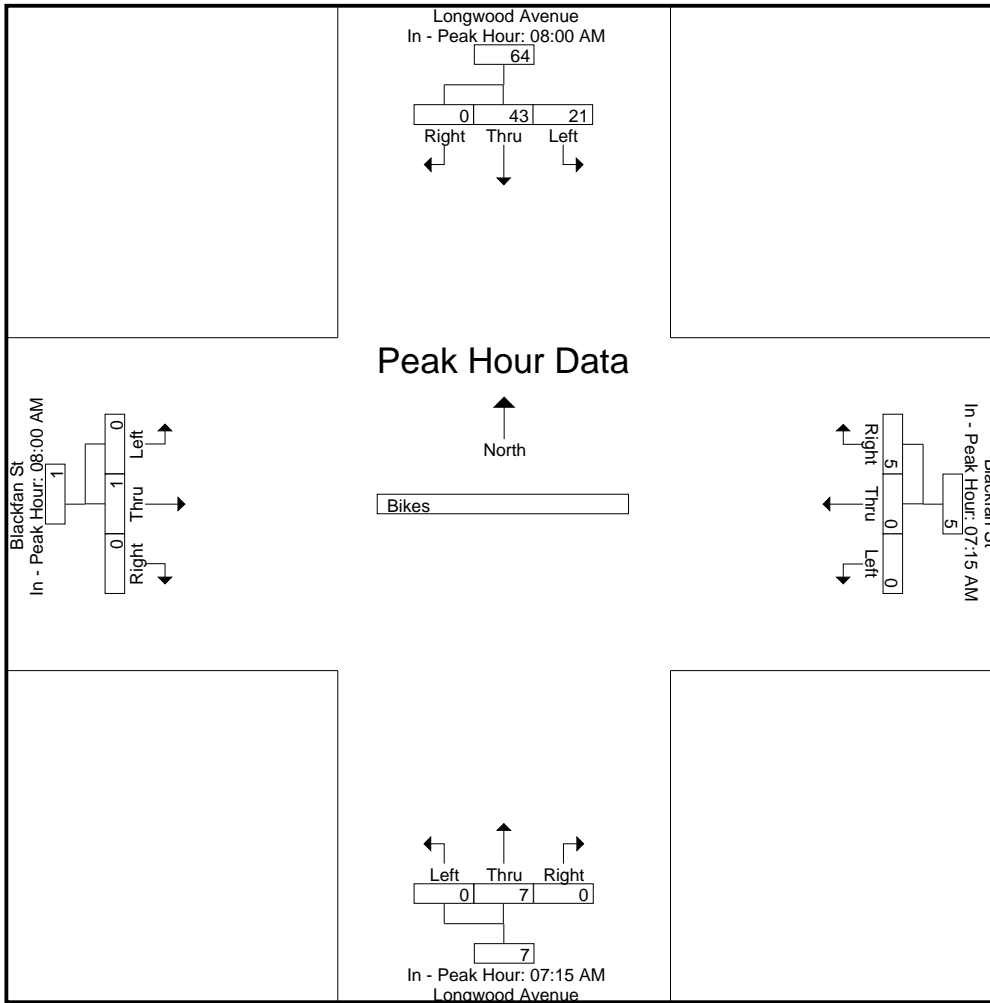 Longwood Avenue
In - Peak Hour: 08:00 AM
64
0 43 21
Right Thru Left
Peak Hour Data
North
Bikes
Blackfan St
In - Peak Hour: 08:00 AM
1
0 1 0
Left Thru Right
Blackfan St
In - Peak Hour: 07:15 AM
5
5 0 0
Right Thru Left
Left Thru Right
0 7 0
7
In - Peak Hour: 07:15 AM
Longwood Avenue